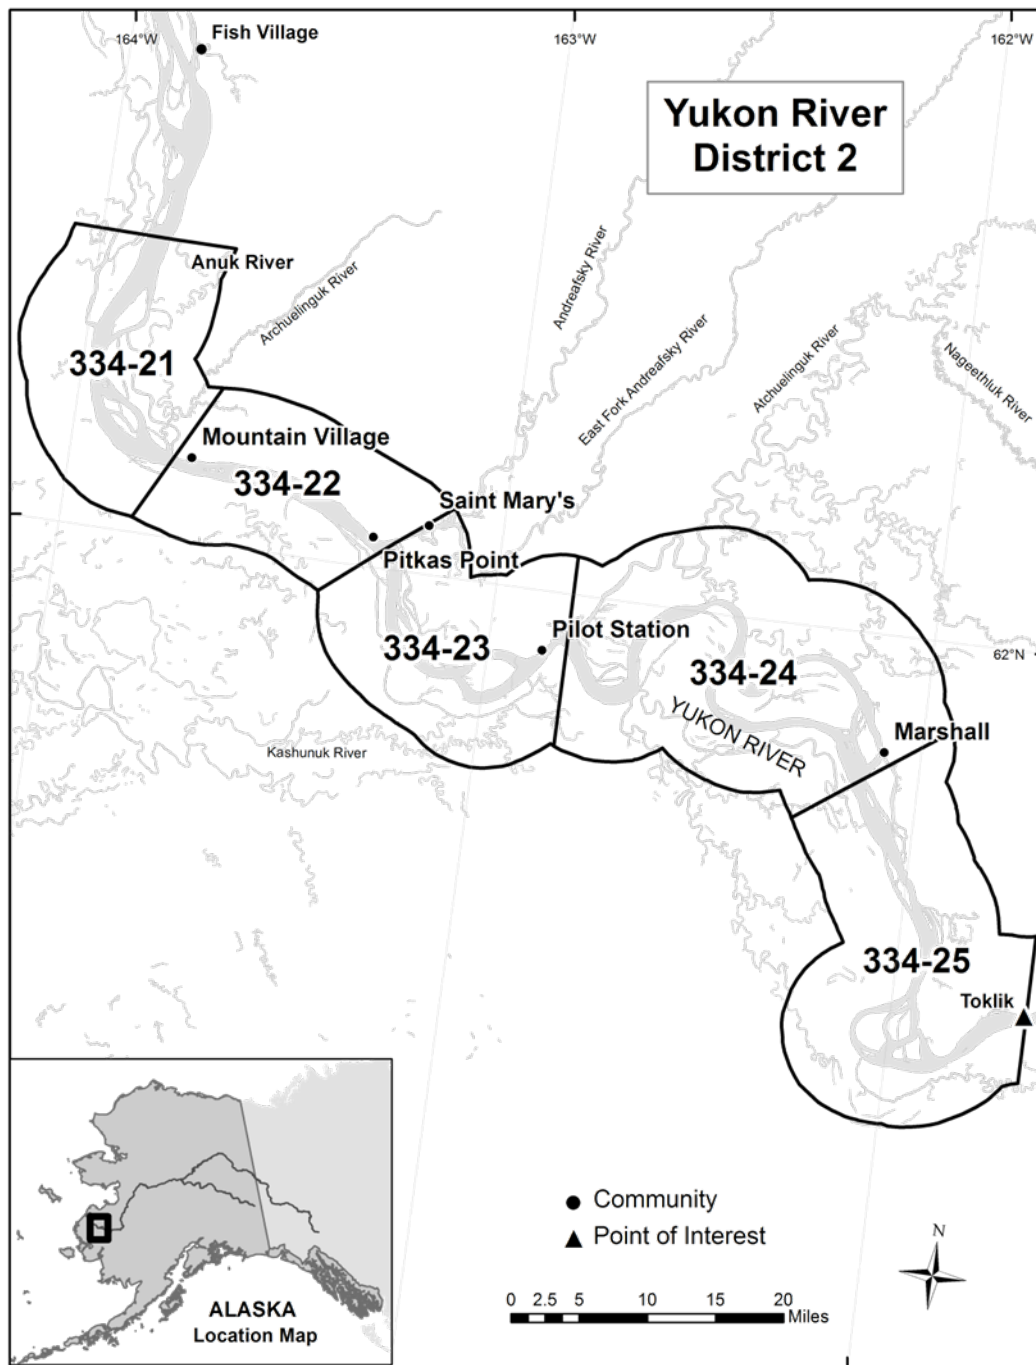 Fish Village
164°W
163°W
162°W
Yukon River
District 2
Anuk River
Archuelinguk River
Andreafsky River
East Fork Andreafsky River
Atchuelinguk River
Nageethluk River
334-21
Mountain Village
334-22
Saint Mary's
Pitkas Point
Pilot Station
334-23
62°N
334-24
YUKON RIVER
Marshall
Kashunuk River
334-25
Toklik
Community
Point of Interest
N
0 2.5 5 10 15 20
Miles
ALASKA
Location Map